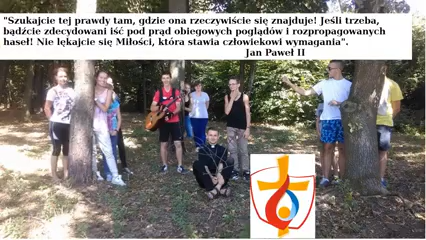 "Szukajcie tej prawdy tam, gdzie ona rzeczywiście się znajduje! Jeśli trzeba,
bądźcie zdecydowani iść pod prąd obiegowych poglądów i rozpropagowanych
haseł! Nie lękajcie się Miłości, która stawia człowiekowi wymagania".
Jan Paweł II